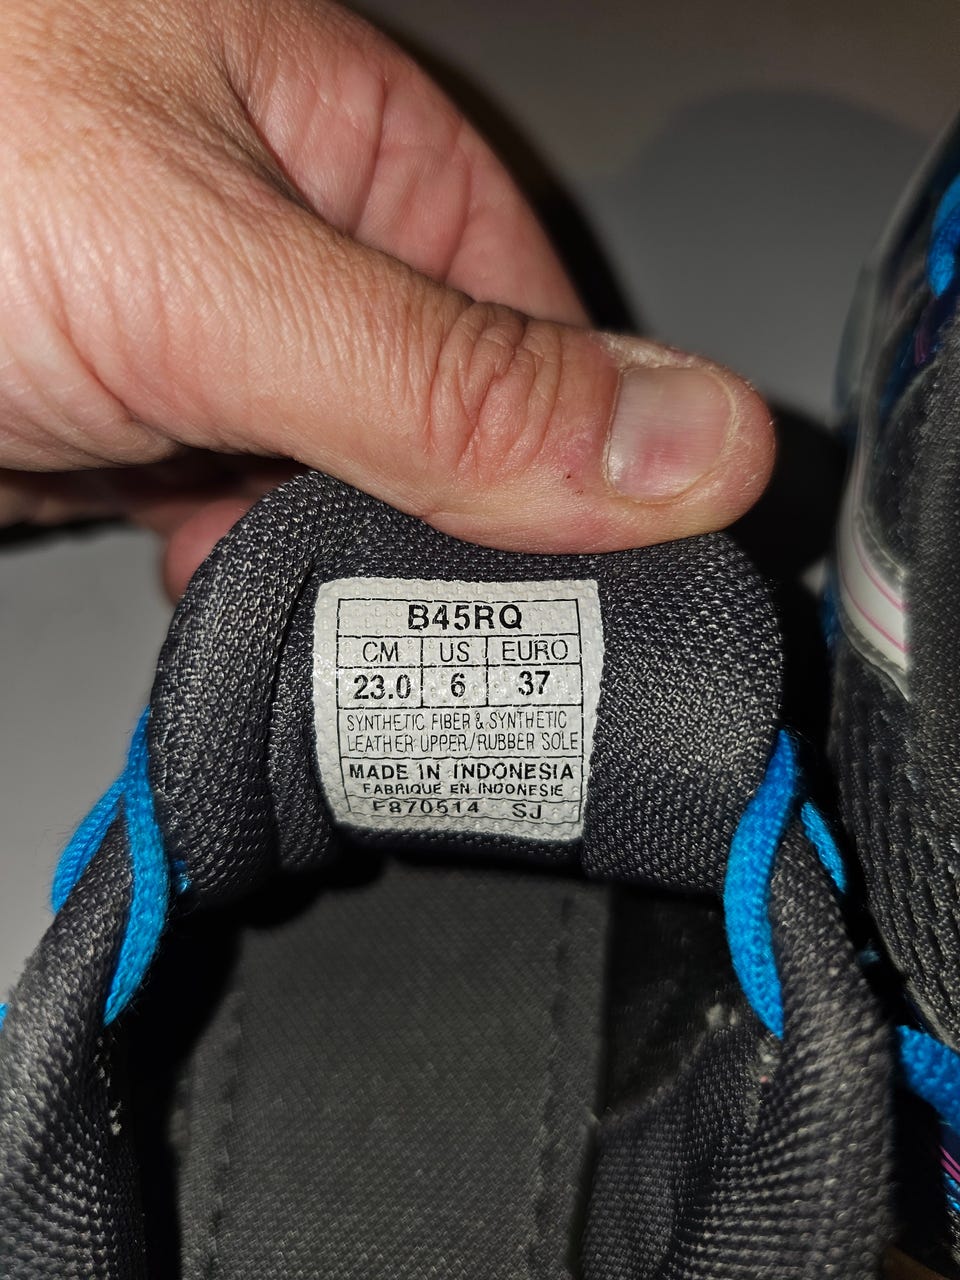 B45RQ
CM US EURO
23.0 6 37
SYNTHETIC FIBER & SYNTHETIC
LEATHER UPPER/RUBBER SOLE
MADE IN INDONESIA
FABRIQUE EN INDONESIE
F870514 SJ